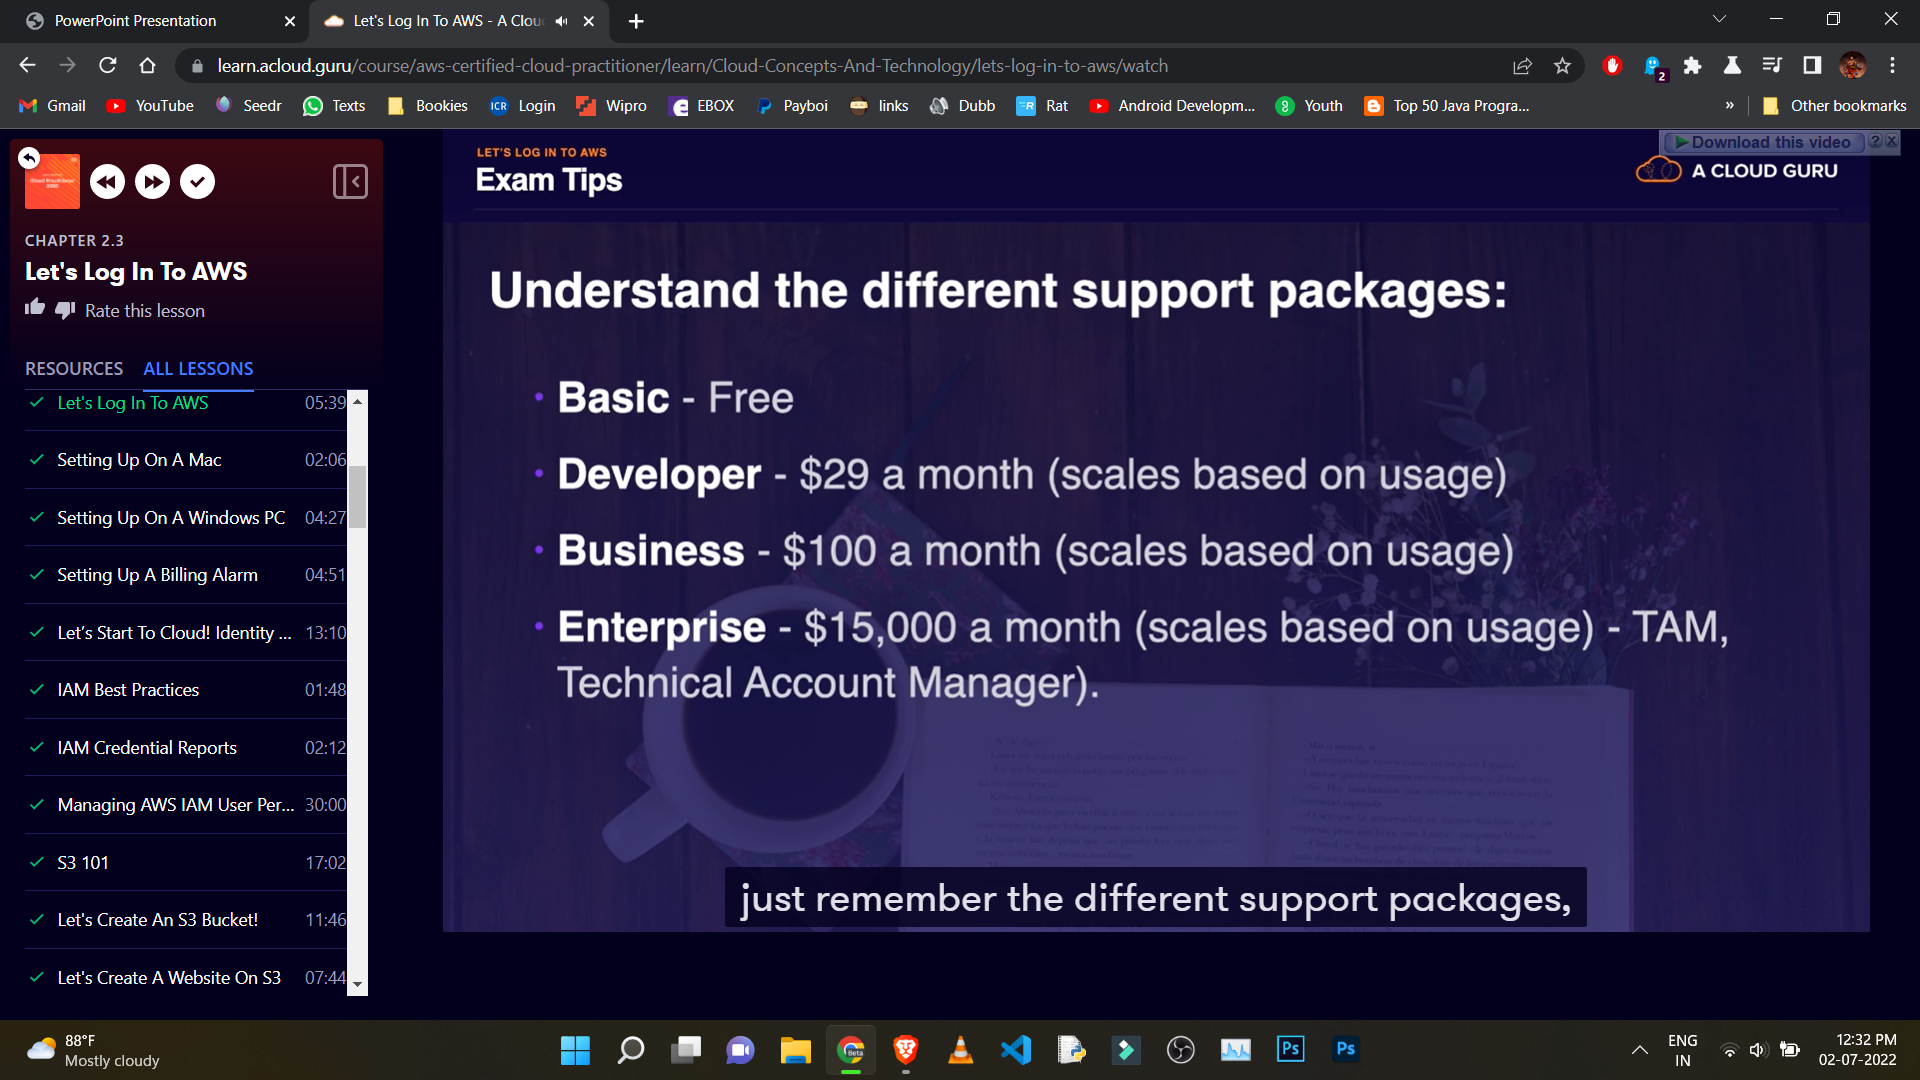 PowerPoint Presentation
Let's Log In To AWS - A Clou
learn.acloud.guru/course/aws-certified-cloud-practitioner/learn/Cloud-Concepts-And-Technology/lets-log-in-to-aws/watch
2
Gmail
YouTube
Seedr
Texts
Bookies
ICR Login
Wipro
EBOX
Payboi
links
Dubb
Rat
Android Developm...
Youth
Top 50 Java Progra...
»
Other bookmarks
CHAPTER 2.3
Let's Log In To AWS
Rate this lesson
RESOURCES
ALL LESSONS
Let's Log In To AWS 05:39
Setting Up On A Mac 02:06
Setting Up On A Windows PC 04:27
Setting Up A Billing Alarm 04:51
Let’s Start To Cloud! Identity ... 13:10
IAM Best Practices 01:48
IAM Credential Reports 02:12
Managing AWS IAM User Per... 30:00
S3 101 17:02
Let's Create An S3 Bucket! 11:46
Let's Create A Website On S3 07:44
LET'S LOG IN TO AWS
Exam Tips
Download this video ? X
A CLOUD GURU
Understand the different support packages:
• Basic - Free
• Developer - $29 a month (scales based on usage)
• Business - $100 a month (scales based on usage)
• Enterprise - $15,000 a month (scales based on usage) - TAM,
Technical Account Manager).
just remember the different support packages,
88°F
Mostly cloudy
Beta
Ps
Ps
ENG
IN
12:32 PM
02-07-2022